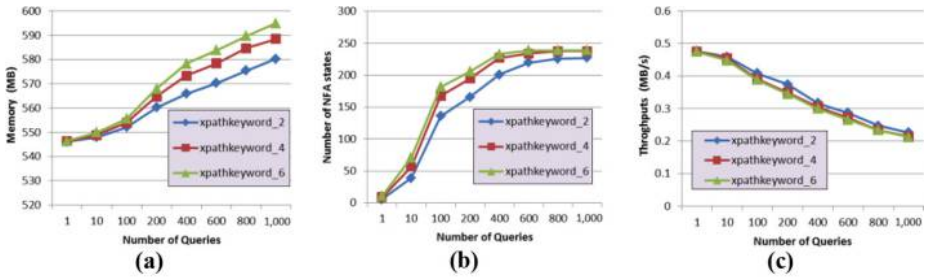 600
590
580
570
560
550
540
530
520
Memory (MB)
xpathkeyword_2
xpathkeyword_4
xpathkeyword_6
1 10 100 200 400 600 800 1,000
Number of Queries
(a)
300
250
200
150
100
50
0
Number of NFA states
xpathkeyword_2
xpathkeyword_4
xpathkeyword_6
1 10 100 200 400 600 800 1,000
Number of Queries
(b)
0.6
0.5
0.4
0.3
0.2
0.1
0
Throghputs (MB/s)
xpathkeyword_2
xpathkeyword_4
xpathkeyword_6
1 10 100 200 400 600 800 1,000
Number of Queries
(c)